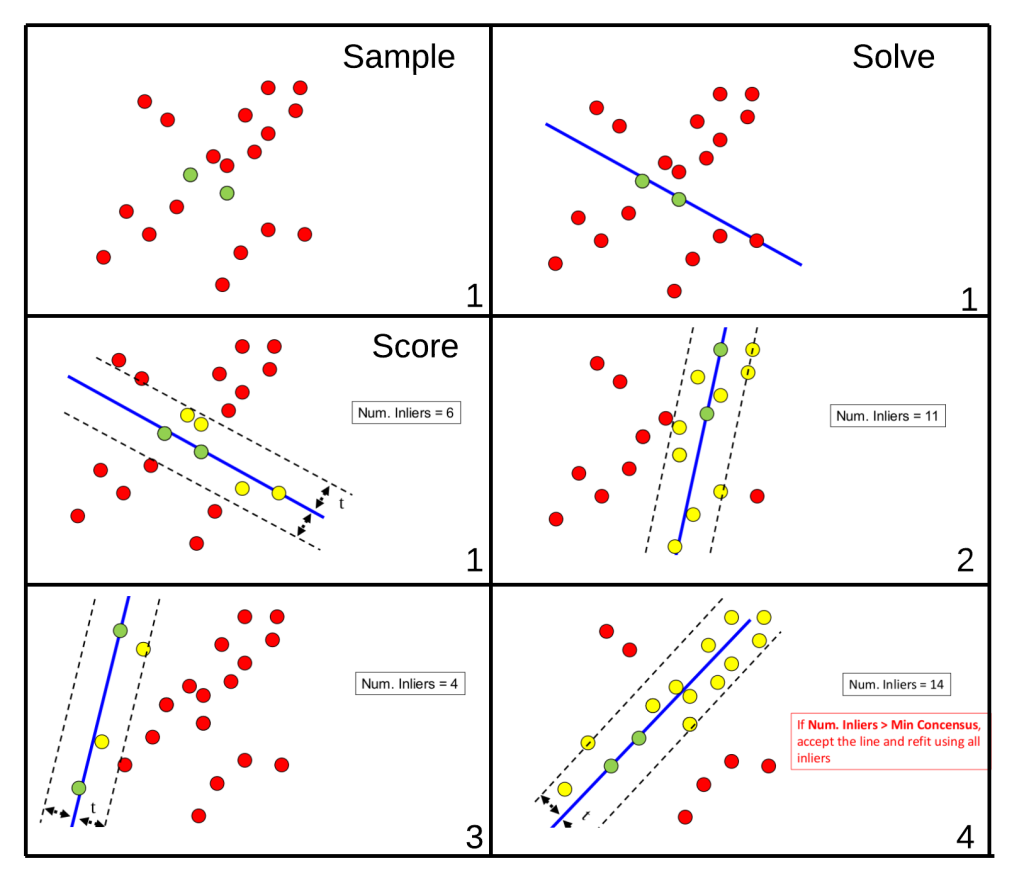 Sample
1
Solve
1
Score
Num. Inliers = 6
t
1
Num. Inliers = 11
2
Num. Inliers = 4
t
3
Num. Inliers = 14
If Num. Inliers > Min Concensus,
accept the line and refit using all
inliers
t
4